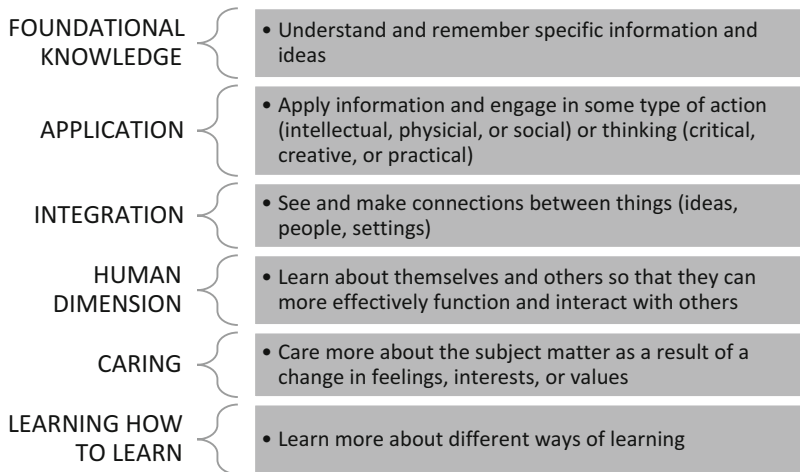 FOUNDATIONAL
KNOWLEDGE
• Understand and remember specific information and
ideas
APPLICATION
• Apply information and engage in some type of action
(intellectual, physicial, or social) or thinking (critical,
creative, or practical)
INTEGRATION
• See and make connections between things (ideas,
people, settings)
HUMAN
DIMENSION
• Learn about themselves and others so that they can
more effectively function and interact with others
CARING
• Care more about the subject matter as a result of a
change in feelings, interests, or values
LEARNING HOW
TO LEARN
• Learn more about different ways of learning